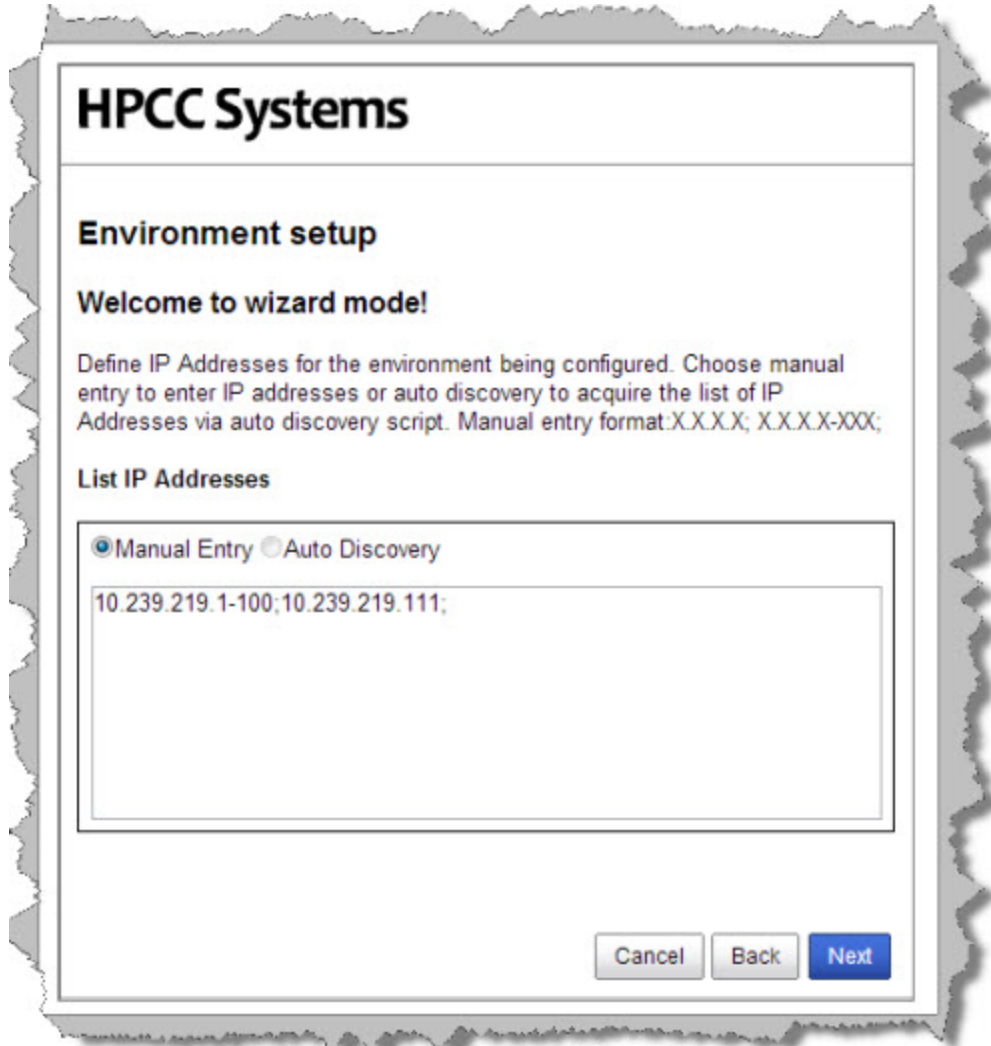 HPCC Systems
Environment setup
Welcome to wizard mode!
Define IP Addresses for the environment being configured. Choose manual
entry to enter IP addresses or auto discovery to acquire the list of IP
Addresses via auto discovery script. Manual entry format:X.X.X.X; X.X.X.X-XXX;
List IP Addresses
Manual Entry Auto Discovery
10.239.219.1-100;10.239.219.111;
Cancel Back Next